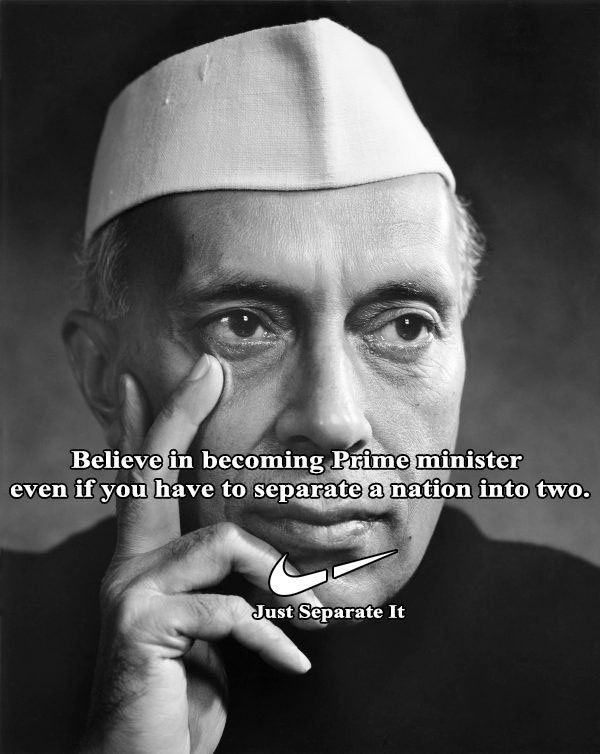 Believe in becoming Prime minister
even if you have to separate a nation into two.
Just Separate It